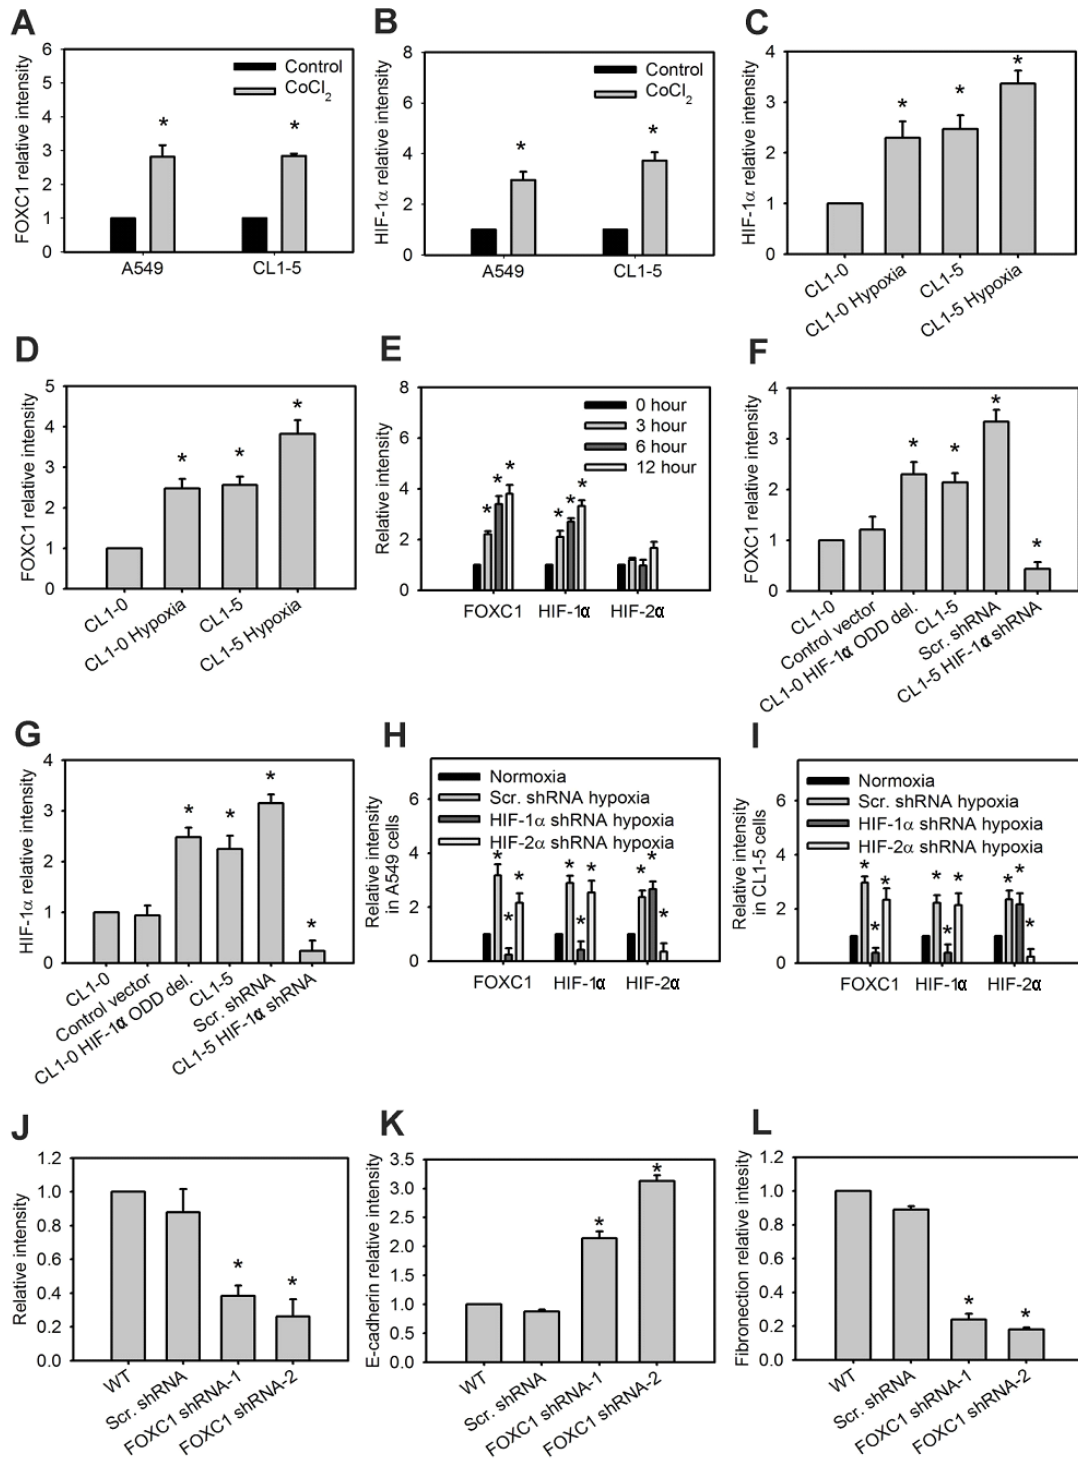 A
FOXC1 relative intensity
6
5
4
3
2
1
0
Control
CoCl2
*
*
A549
CL1-5
B
HIF-1α relative intensity
8
6
4
2
0
Control
CoCl2
*
*
A549
CL1-5
C
HIF-1α relative intensity
4
3
2
1
0
*
*
*
CL1-0
CL1-0 Hypoxia
CL1-5
CL1-5 Hypoxia
D
FOXC1 relative intensity
5
4
3
2
1
0
*
*
*
CL1-0
CL1-0 Hypoxia
CL1-5
CL1-5 Hypoxia
E
Relative intensity
8
6
4
2
0
0 hour
3 hour
6 hour
12 hour
* * *
* * *
FOXC1
HIF-1α
HIF-2α
F
FOXC1 relative intensity
4
3
2
1
0
*
*
*
*
CL1-0
Control vector
CL1-0 HIF-1α ODD del.
CL1-5
Scr. shRNA
CL1-5 HIF-1α shRNA
G
HIF-1α relative intensity
4
3
2
1
0
*
*
*
*
CL1-0
Control vector
CL1-0 HIF-1α ODD del.
CL1-5
Scr. shRNA
CL1-5 HIF-1α shRNA
H
Relative intensity
in A549 cells
6
4
2
0
Normoxia
Scr. shRNA hypoxia
HIF-1α shRNA hypoxia
HIF-2α shRNA hypoxia
* * *
* * *
* * *
FOXC1
HIF-1α
HIF-2α
I
Relative intensity
in CL1-5 cells
6
4
2
0
Normoxia
Scr. shRNA hypoxia
HIF-1α shRNA hypoxia
HIF-2α shRNA hypoxia
* * *
* * *
* * *
FOXC1
HIF-1α
HIF-2α
J
Relative intensity
1.2
1.0
0.8
0.6
0.4
0.2
0.0
*
*
WT
Scr. shRNA
FOXC1 shRNA-1
FOXC1 shRNA-2
K
E-cadherin relative intensity
3.5
3.0
2.5
2.0
1.5
1.0
0.5
0.0
*
*
WT
Scr. shRNA
FOXC1 shRNA-1
FOXC1 shRNA-2
L
Fibronection relative intesity
1.2
1.0
0.8
0.6
0.4
0.2
0.0
*
*
WT
Scr. shRNA
FOXC1 shRNA-1
FOXC1 shRNA-2